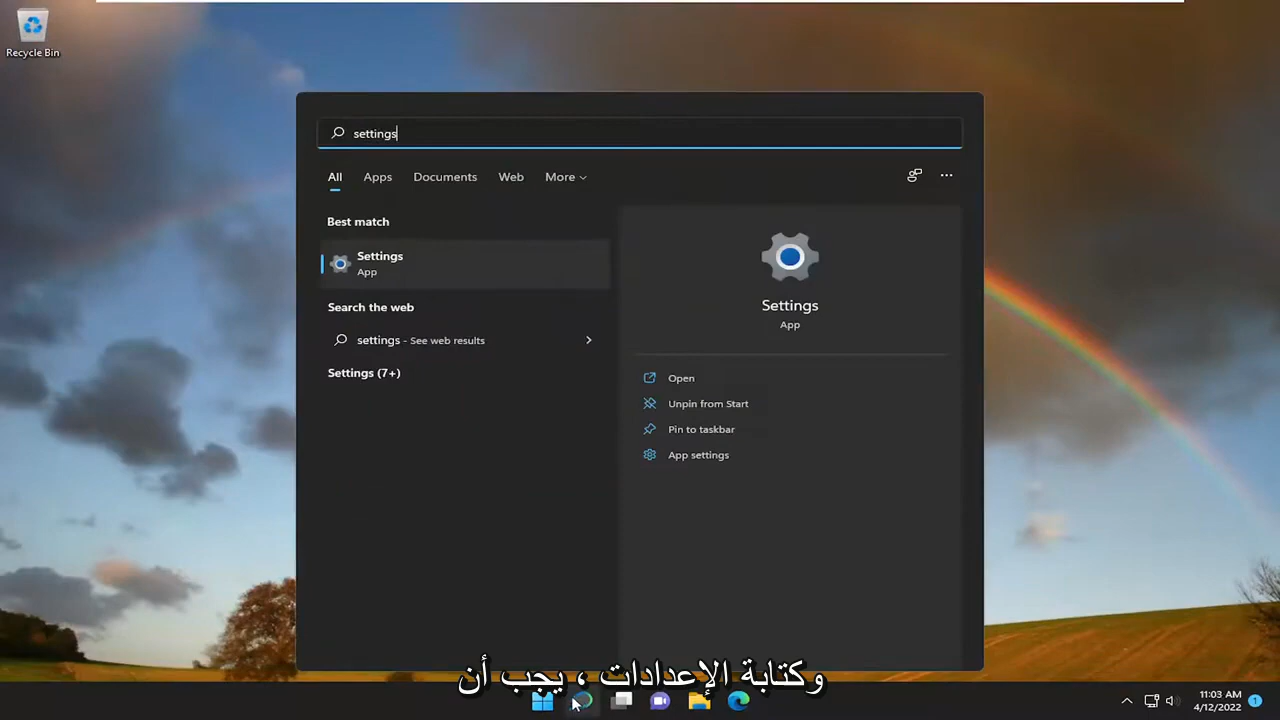 Recycle Bin
settings
All Apps Documents Web More
Best match
Settings
App
Search the web
settings - See web results
Settings (7+)
Settings
App
Open
Unpin from Start
Pin to taskbar
App settings
وكتابة الإعدادات ، يجب أن
11:03 AM
4/12/2022
1